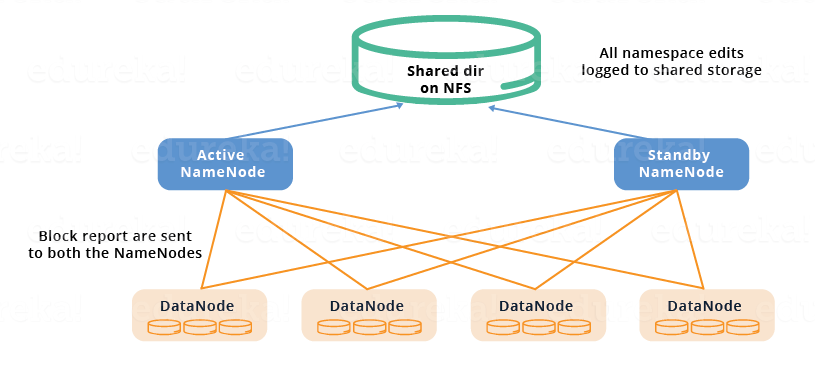 Shared dir
on NFS
All namespace edits
logged to shared storage
Active
NameNode
Standby
NameNode
Block report are sent
to both the NameNodes
DataNode
DataNode
DataNode
DataNode
edureka!